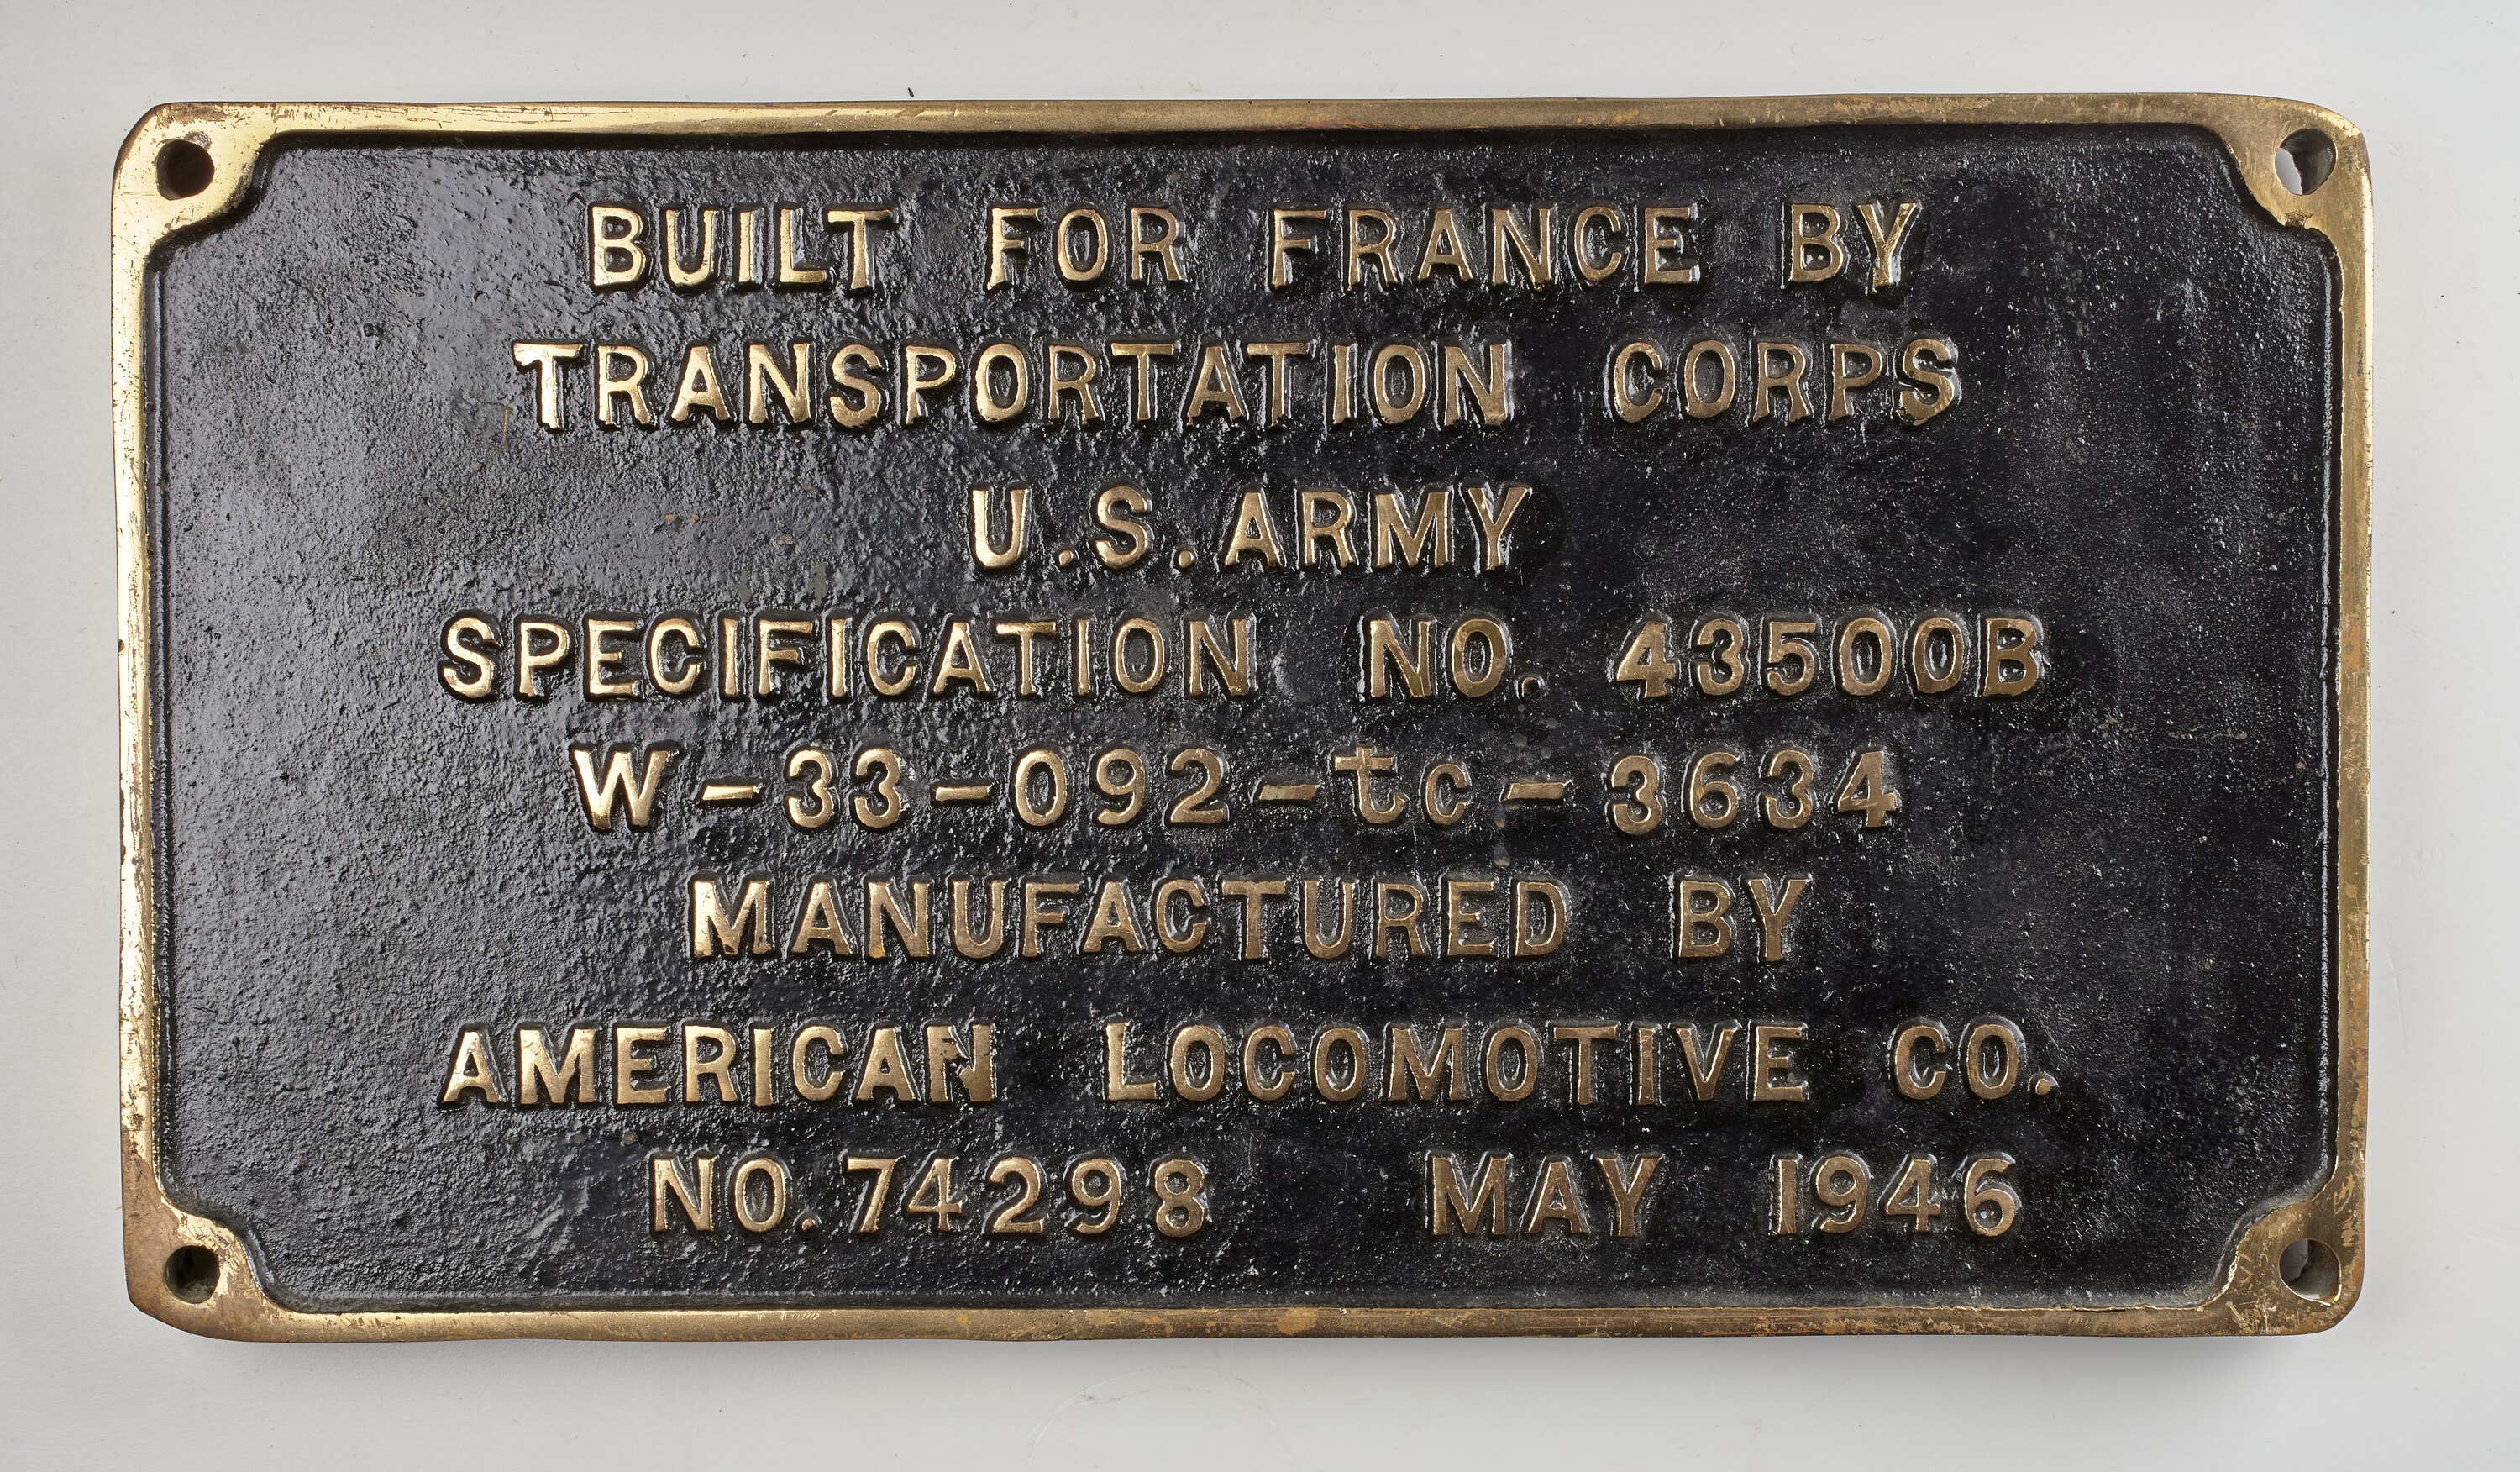 BUILT FOR FRANCE BY
TRANSPORTATION CORPS
U.S.ARMY
SPECIFICATION NO. 43500B
W-33-092-tc-3634
MANUFACTURED BY
AMERICAN LOCOMOTIVE CO.
NO.74298 MAY 1946